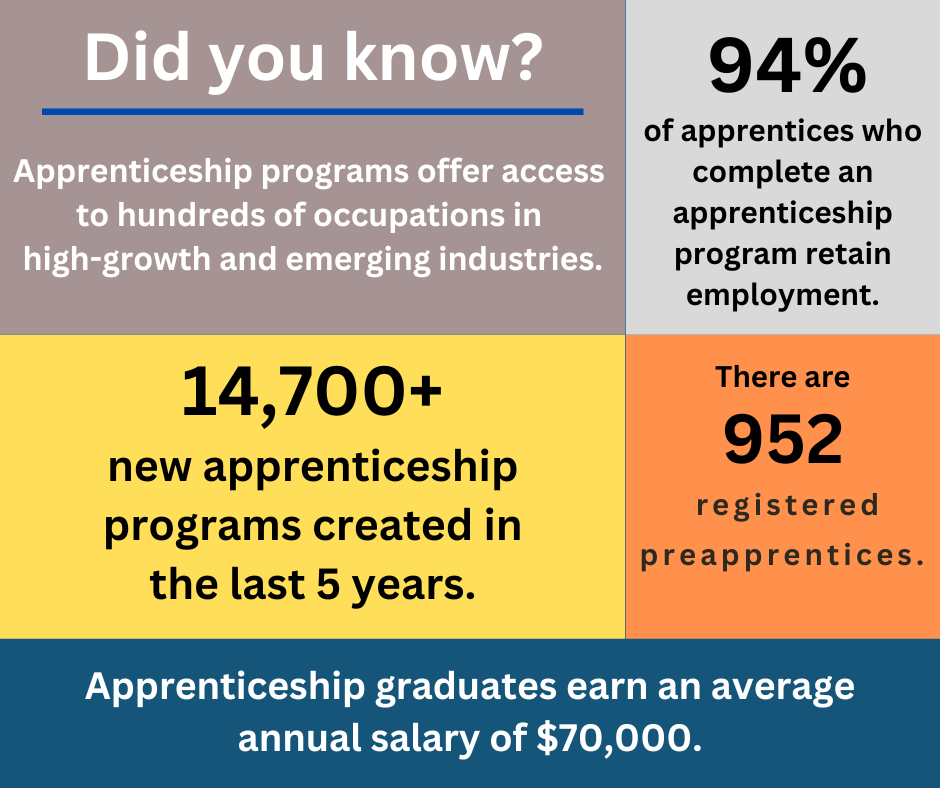 Did you know?
Apprenticeship programs offer access
to hundreds of occupations in
high-growth and emerging industries.
94%
of apprentices who
complete an
apprenticeship
program retain
employment.
14,700+
new apprenticeship
programs created in
the last 5 years.
There are
952
registered
preapprentices.
Apprenticeship graduates earn an average
annual salary of $70,000.